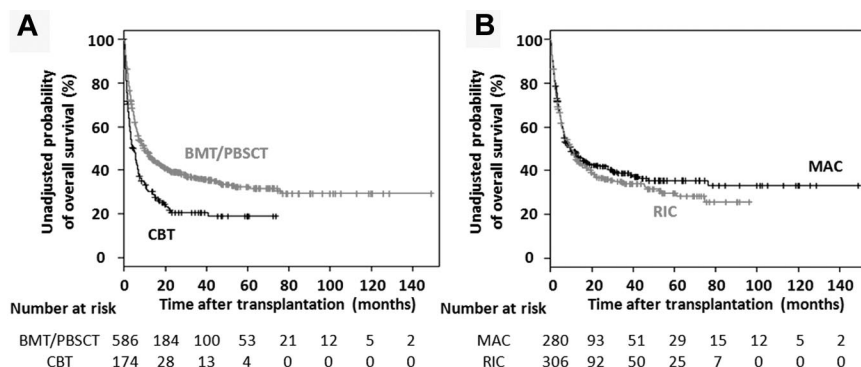 A
Unadjusted probability
of overall survival (%)
100
80
60
40
20
0
BMT/PBSCT
CBT
0 20 40 60 80 100 120 140
Time after transplantation (months)
Number at risk
BMT/PBSCT 586 184 100 53 21 12 5 2
CBT 174 28 13 4 0 0 0 0
B
Unadjusted probability
of overall survival (%)
100
80
60
40
20
0
MAC
RIC
0 20 40 60 80 100 120 140
Time after transplantation (months)
Number at risk
MAC 280 93 51 29 15 12 5 2
RIC 306 92 50 25 7 0 0 0